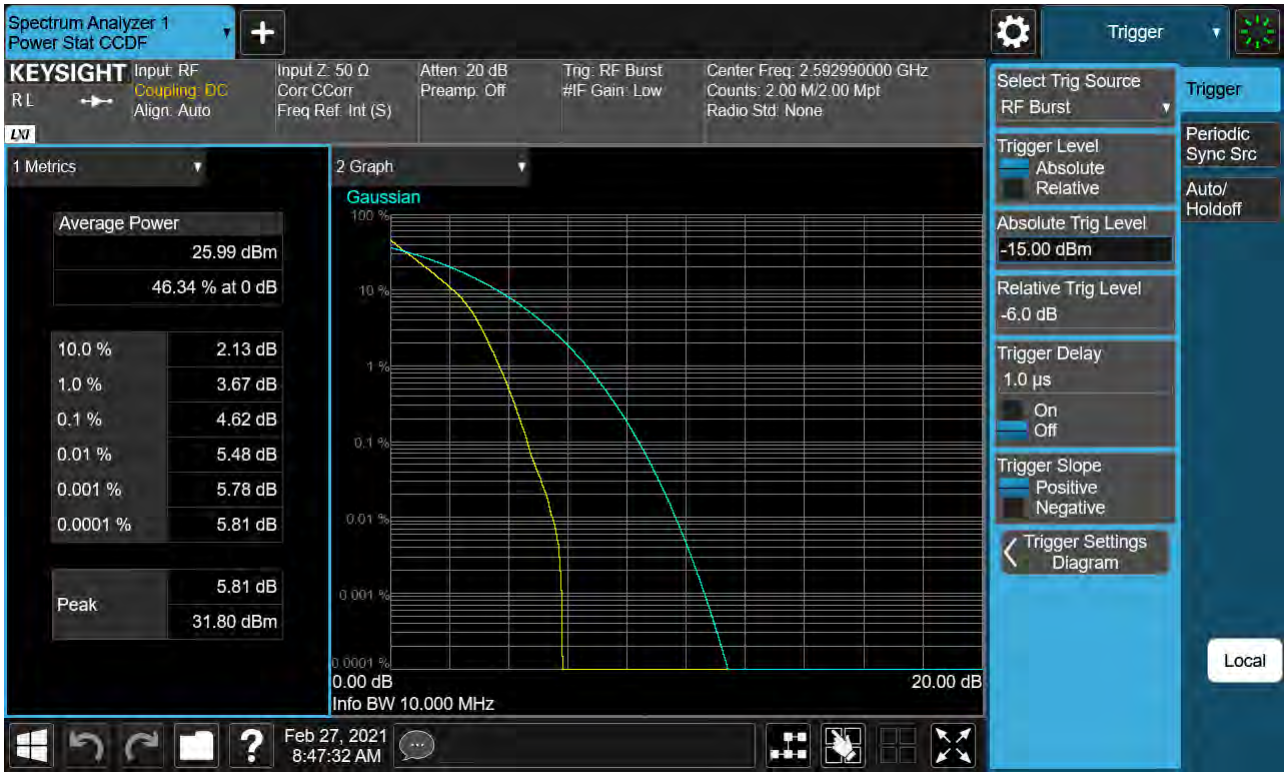 Spectrum Analyzer 1
Power Stat CCDF
+
Trigger
KEYSIGHT
RL
LXI
Input: RF
Coupling: DC
Align: Auto
Input Z: 50 Ω
Corr CCorr
Freq Ref: Int (S)
Atten: 20 dB
Preamp: Off
Trig: RF Burst
#IF Gain: Low
Center Freq: 2.592990000 GHz
Counts: 2.00 M/2.00 Mpt
Radio Std: None
1 Metrics
Average Power
25.99 dBm
46.34 % at 0 dB
10.0 % 2.13 dB
1.0 % 3.67 dB
0.1 % 4.62 dB
0.01 % 5.48 dB
0.001 % 5.78 dB
0.0001 % 5.81 dB
Peak
5.81 dB
31.80 dBm
2 Graph
Gaussian
100 %
10 %
1 %
0.1 %
0.01 %
0.001 %
0.0001 %
0.00 dB 20.00 dB
Info BW 10.000 MHz
Select Trig Source
RF Burst
Trigger Level
Absolute
Relative
Absolute Trig Level
-15.00 dBm
Relative Trig Level
-6.0 dB
Trigger Delay
1.0 µs
On
Off
Trigger Slope
Positive
Negative
Trigger Settings
Diagram
Trigger
Periodic
Sync Src
Auto/
Holdoff
Local
?
Feb 27, 2021
8:47:32 AM